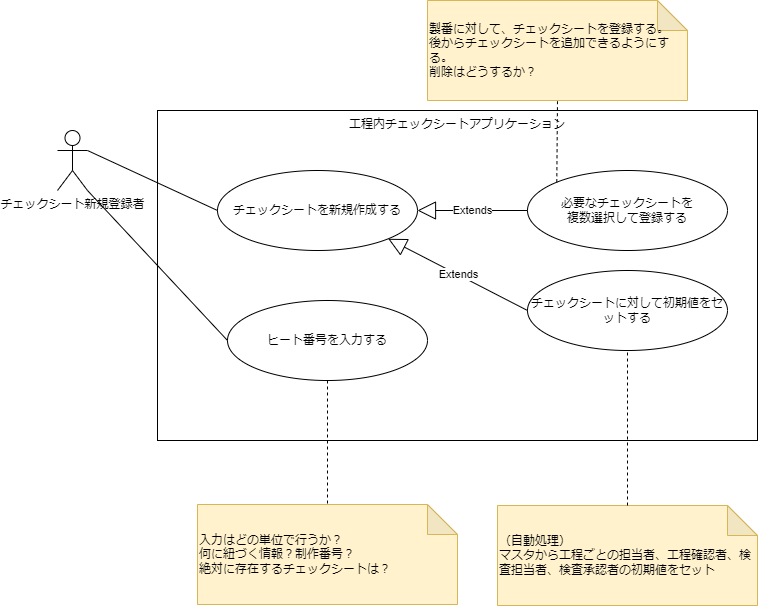 製番に対して、チェックシートを登録する。
後からチェックシートを追加できるようにす
る。
削除はどうするか？
工程内チェックシートアプリケーション
チェックシート新規登録者
チェックシートを新規作成する
Extends
必要なチェックシートを
複数選択して登録する
Extends
チェックシートに対して初期値をセ
ットする
ヒート番号を入力する
入力はどの単位で行うか？
何に紐づく情報？制作番号？
絶対に存在するチェックシートは？
（自動処理）
マスタから工程ごとの担当者、工程確認者、検
査担当者、検査承認者の初期値をセット